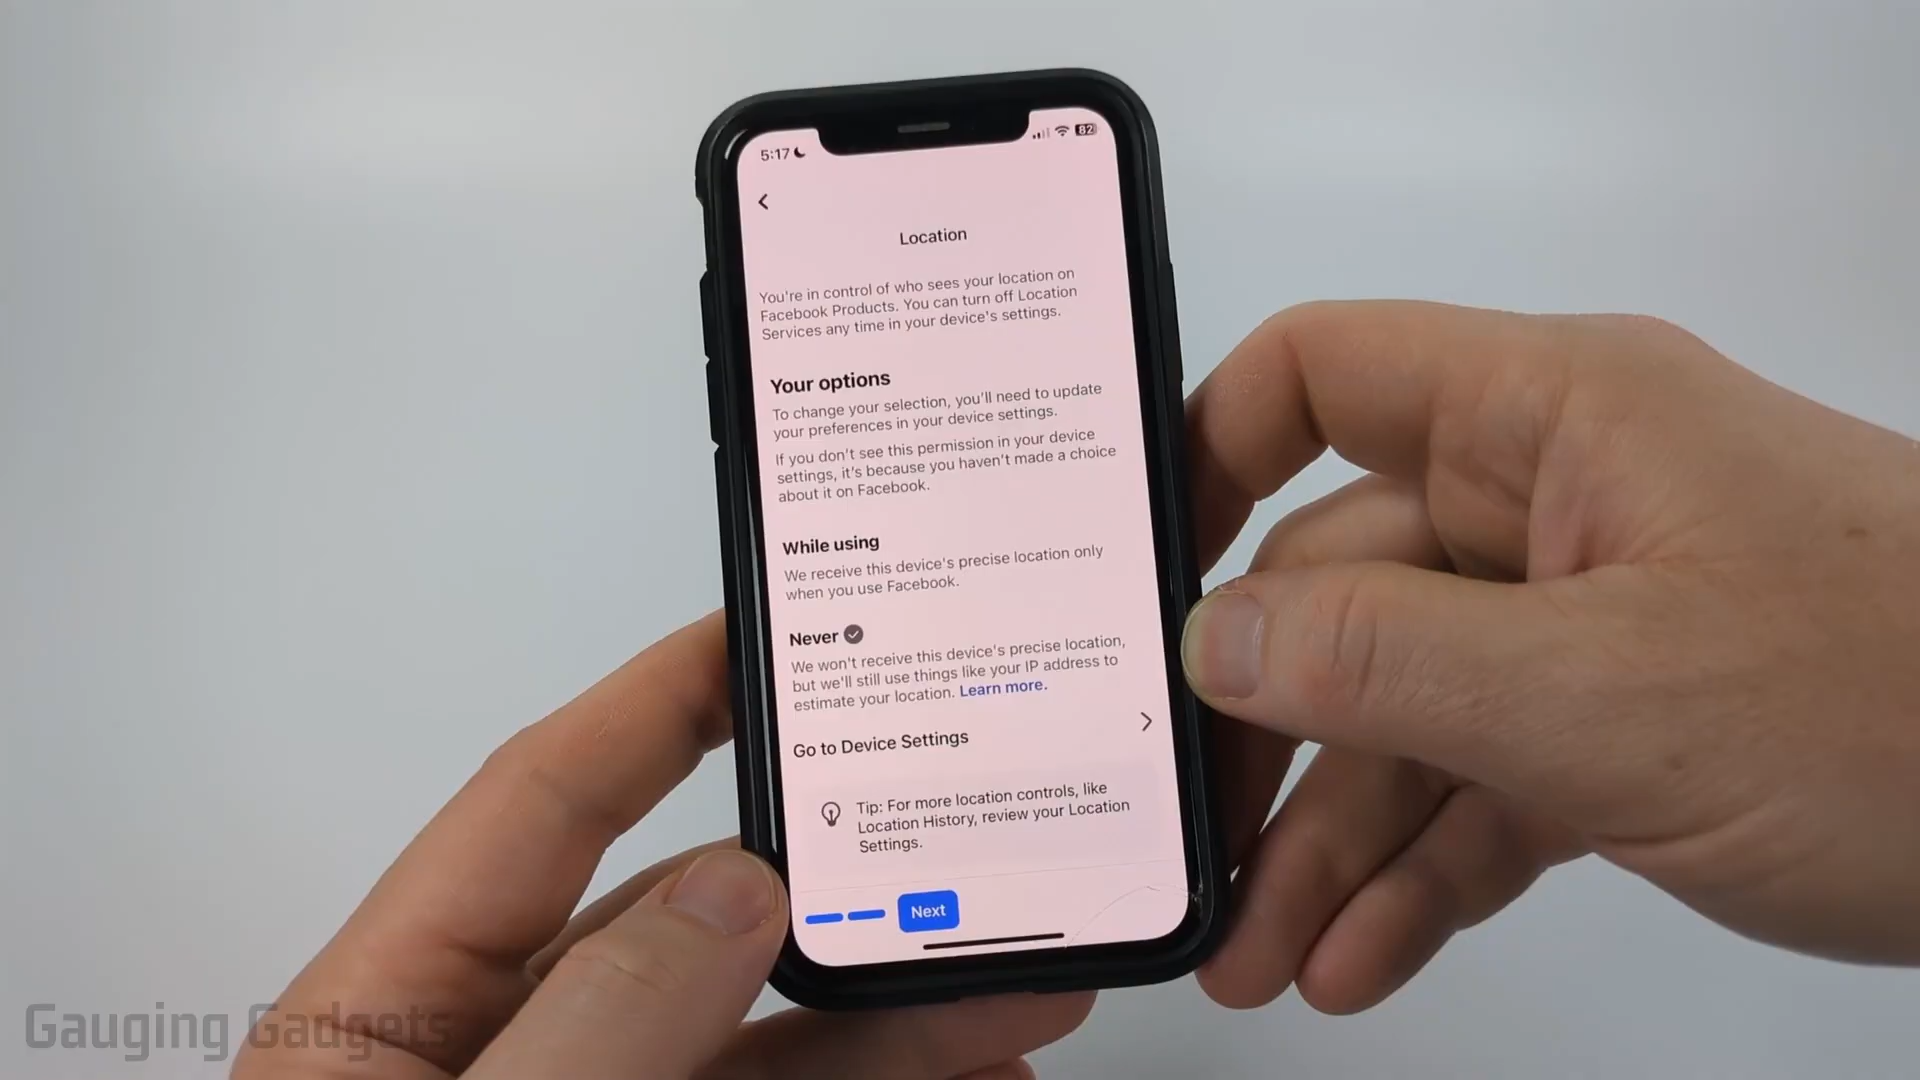 5:17
82
Location
You're in control of who sees your location on
Facebook Products. You can turn off Location
Services any time in your device's settings.
Your options
To change your selection, you'll need to update
your preferences in your device settings.
If you don't see this permission in your device
settings, it's because you haven't made a choice
about it on Facebook.
While using
We receive this device's precise location only
when you use Facebook.
Never
We won't receive this device's precise location,
but we'll still use things like your IP address to
estimate your location. Learn more.
Go to Device Settings
Tip: For more location controls, like
Location History, review your Location
Settings.
Next
Gauging Gadgets